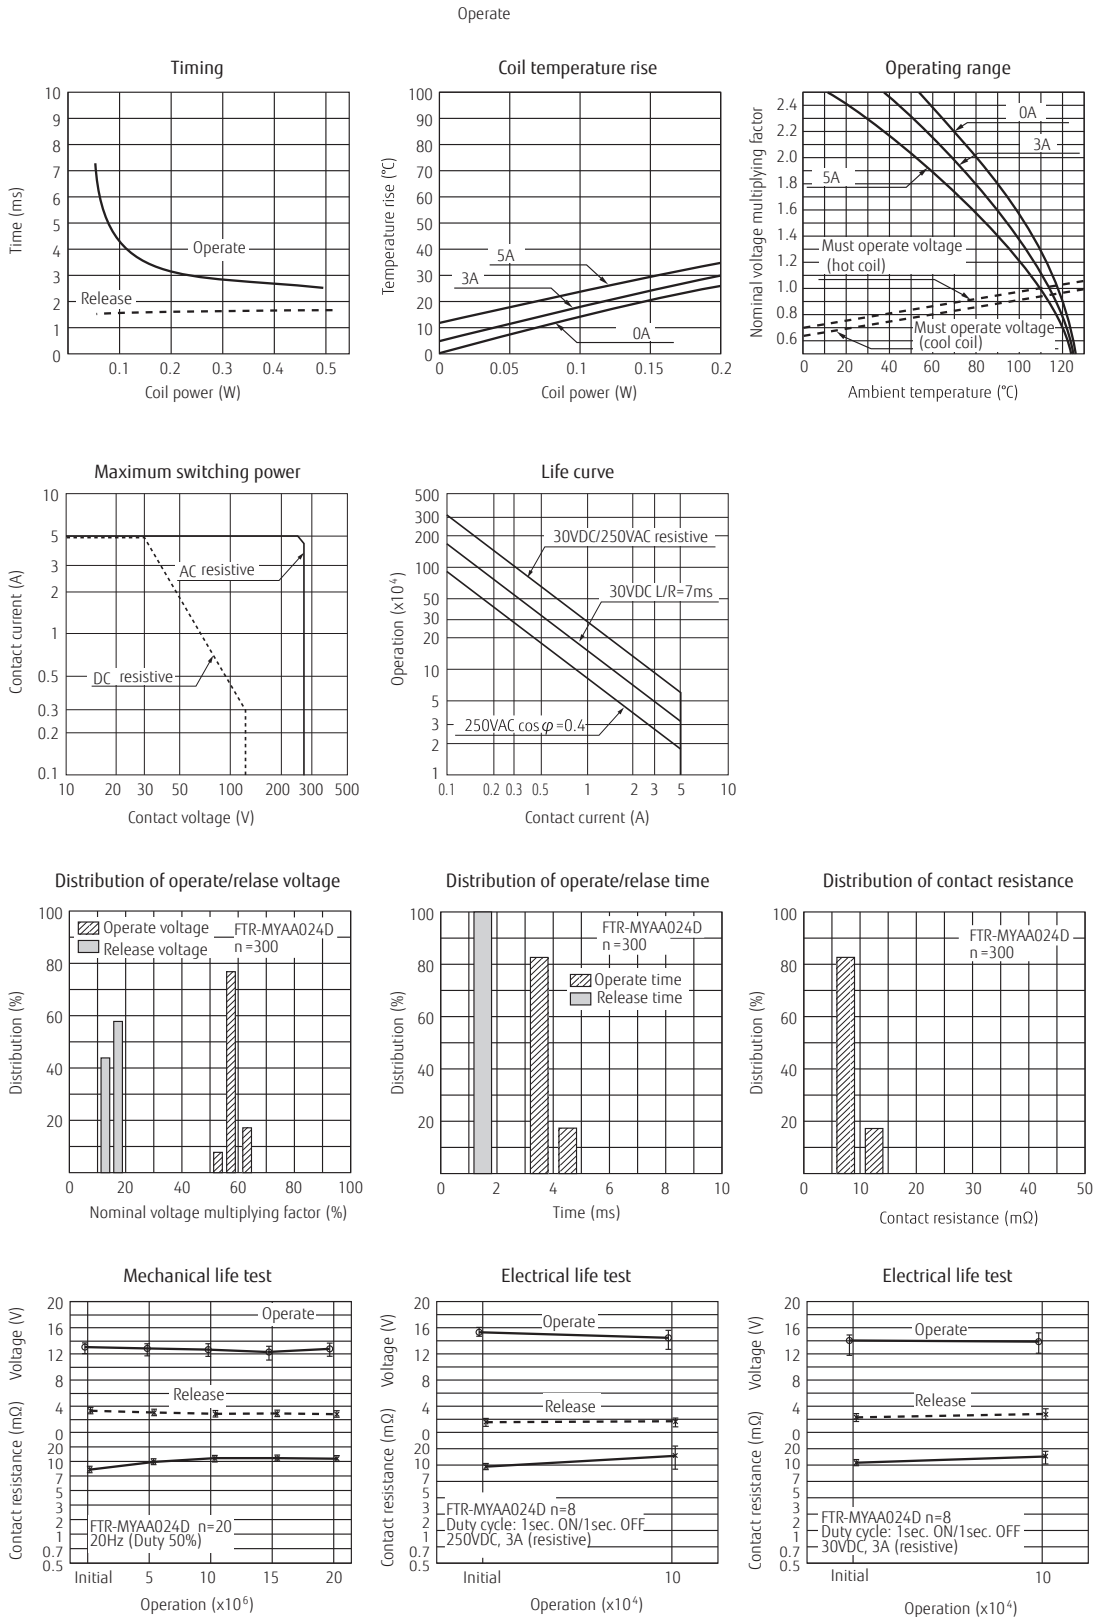 Operate
Timing
10
9
8
7
6
5
4
3
2
1
0
Time (ms)
Operate
Release
0.1
0.2
0.3
0.4
0.5
Coil power (W)
Coil temperature rise
100
90
80
70
60
50
40
30
20
10
0
Temperature rise (°C)
5A
3A
0A
0
0.05
0.1
0.15
0.2
Coil power (W)
Operating range
2.4
2.2
2.0
1.8
1.6
1.4
1.2
1.0
0.8
0.6
Nominal voltage multiplying factor
0A
3A
5A
Must operate voltage
(hot coil)
Must operate voltage
(cool coil)
0
20
40
60
80
100
120
Ambient temperature (°C)
Maximum switching power
10
5
3
2
1
0.5
0.3
0.2
0.1
Contact current (A)
AC resistive
DC resistive
10
20
30
50
100
200
300
500
Contact voltage (V)
Life curve
500
300
200
100
50
30
20
10
5
3
2
1
Operation (x10⁴)
30VDC/250VAC resistive
30VDC L/R=7ms
250VAC cosφ=0.4
0.1
0.2
0.3
0.5
1
2
3
5
10
Contact current (A)
Distribution of operate/relase voltage
100
80
60
40
20
Distribution (%)
Operate voltage
Release voltage
FTR-MYAA024D
n=300
0
20
40
60
80
100
Nominal voltage multiplying factor (%)
Distribution of operate/relase time
100
80
60
40
20
Distribution (%)
FTR-MYAA024D
n=300
Operate time
Release time
0
2
4
6
8
10
Time (ms)
Distribution of contact resistance
100
80
60
40
20
Distribution (%)
FTR-MYAA024D
n=300
0
10
20
30
40
50
Contact resistance (mΩ)
Mechanical life test
20
16
12
8
4
0
20
10
7
5
3
2
1
0.7
0.5
Voltage (V)
Contact resistance (mΩ)
Operate
Release
FTR-MYAA024D n=20
20Hz (Duty 50%)
Initial
5
10
15
20
Operation (x10⁶)
Electrical life test
20
16
12
8
4
0
20
10
7
5
3
2
1
0.7
0.5
Voltage (V)
Contact resistance (mΩ)
Operate
Release
FTR-MYAA024D n=8
Duty cycle: 1sec. ON/1sec. OFF
250VDC, 3A (resistive)
Initial
10
Operation (x10⁴)
Electrical life test
20
16
12
8
4
0
20
10
7
5
3
2
1
0.7
0.5
Voltage (V)
Contact resistance (mΩ)
Operate
Release
FTR-MYAA024D n=8
Duty cycle: 1sec. ON/1sec. OFF
30VDC, 3A (resistive)
Initial
10
Operation (x10⁴)